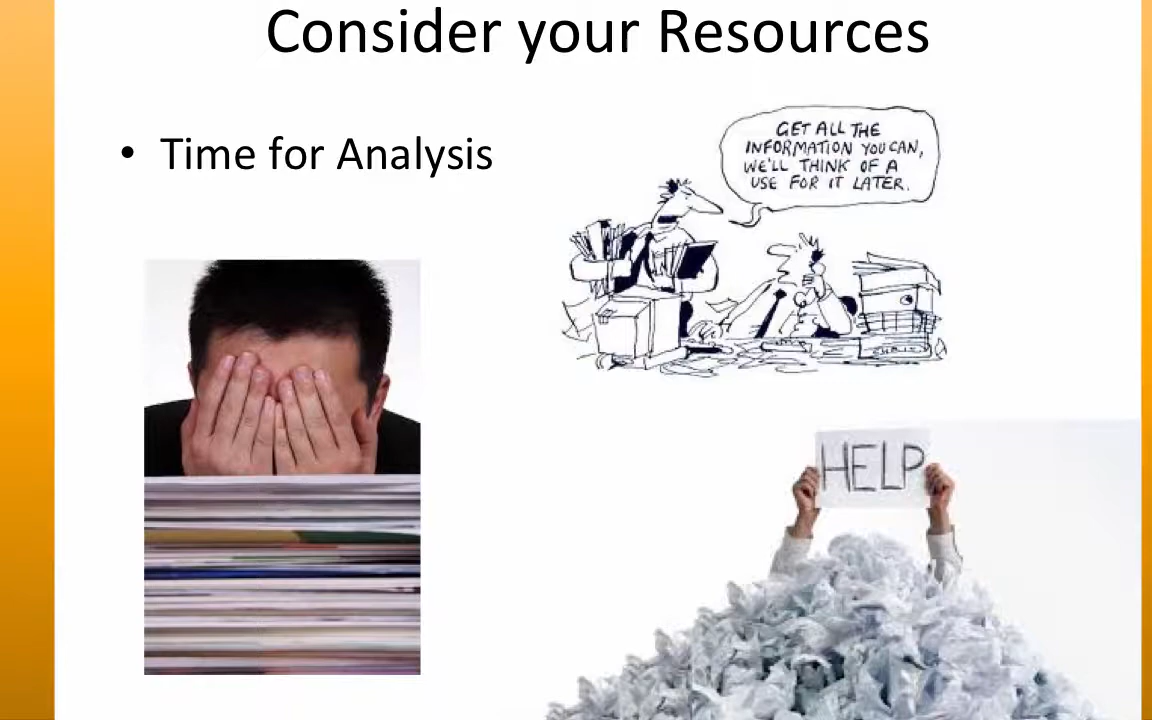 Consider your Resources
• Time for Analysis
GET ALL THE
INFORMATION YOU CAN,
WE'LL THINK OF A
USE FOR IT LATER.
HELP